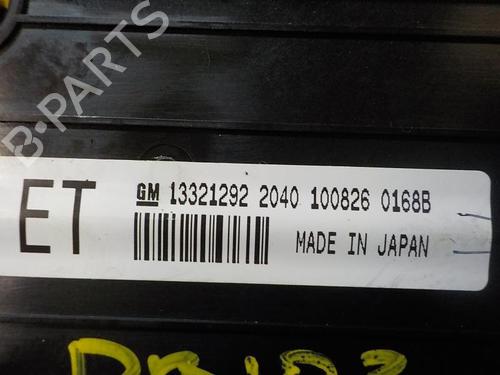 B-PARTS
ET
GM 13321292 2040 100826 0168B
MADE IN JAPAN